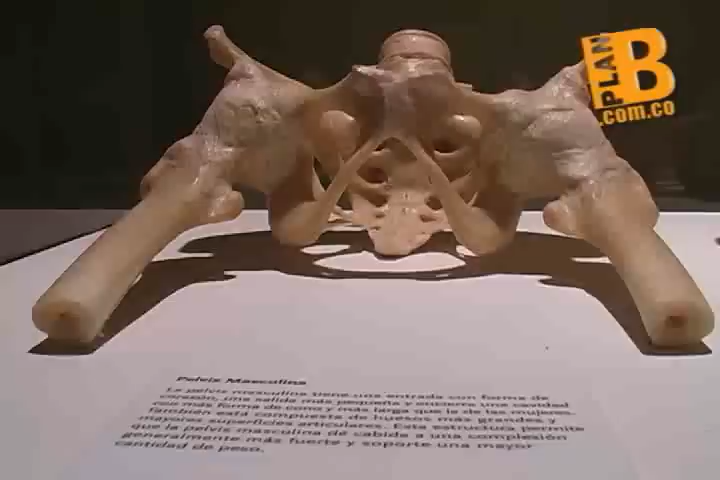 PLAN B
.com.co
Pelvis Masculina
La pelvis masculina tiene una entrada con forma de
corazón, una salida más pequeña y encierra una cavidad
con más forma de cono y más larga que la de las mujeres.
También está compuesta de huesos más grandes y
mayores superficies articulares. Esta estructura permite
que la pelvis masculina de cabida a una complexión
generalmente más fuerte y soporte una mayor
cantidad de peso.